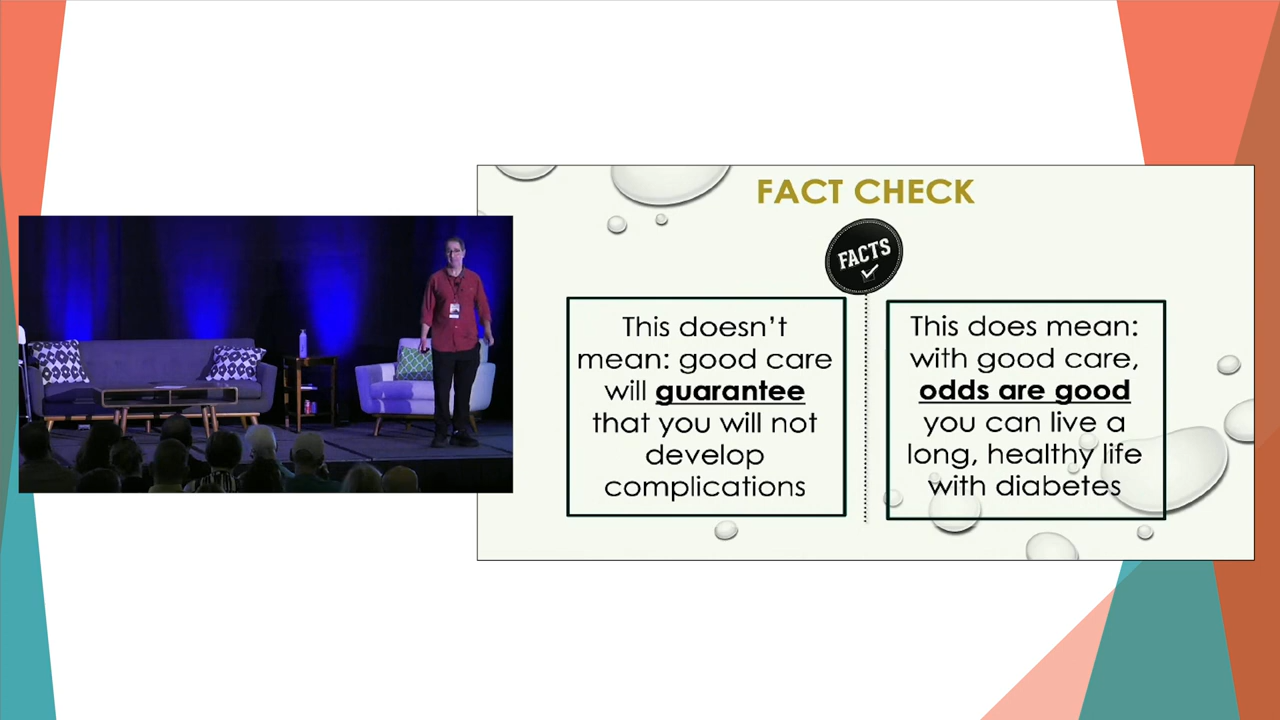 FACT CHECK
FACTS
This doesn't
mean: good care
will guarantee
that you will not
develop
complications
This does mean:
with good care,
odds are good
you can live a
long, healthy life
with diabetes